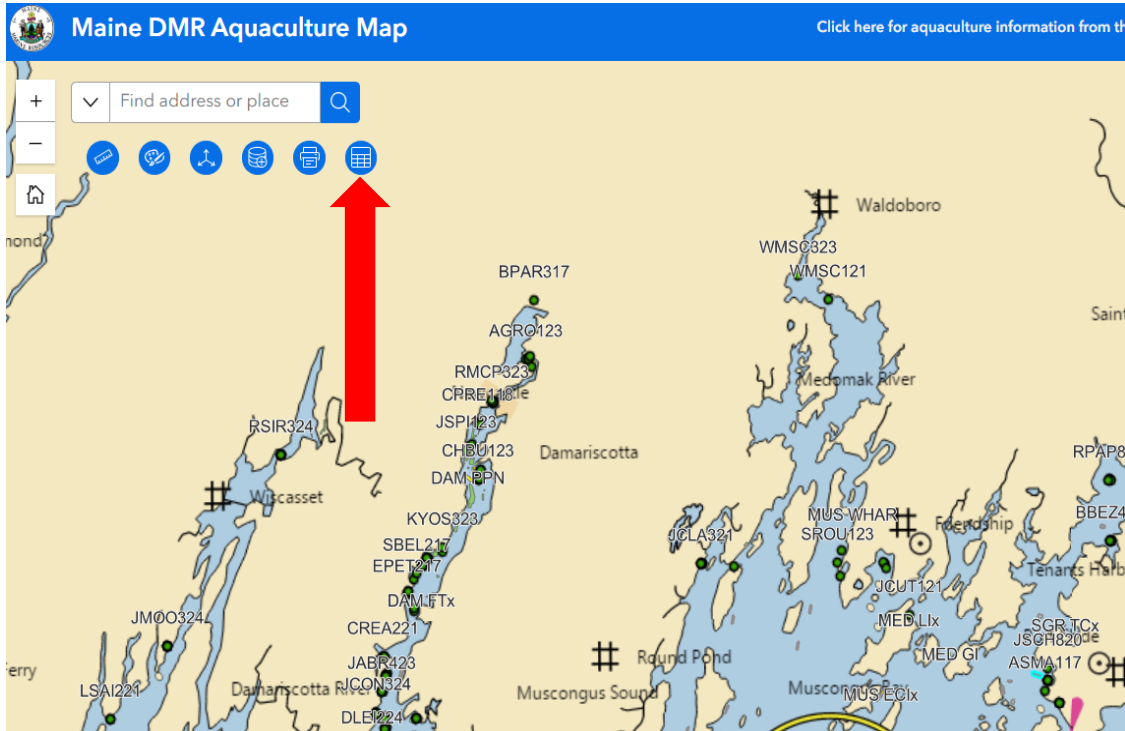 Maine DMR Aquaculture Map
Click here for aquaculture information from th
+
Find address or place
−
Waldoboro
mond
WMSC323
WMSC121
BPAR317
Saint
AGRO123
RMCP323
Medomak River
CPRE118
JSPI123
RSIR324
CHBU123
Damariscotta
RPAP8
DAM PPN
Wiscasset
BBEZ4
KYOS323
MUS WHAR
Friendship
JCLA321
SROU123
SBEL217
EPET217
Tenants Harb
JCUT121
DAM FTx
JMOO324
MED LIx
CREA221
SGR TCx
JSCH820
MED GI
ASMA117
Round Pond
JABR423
erry
LSAI221
Damariscotta River
JCON324
Muscongus Sound
Muscongus Bay
MUS ECIx
DLEI224